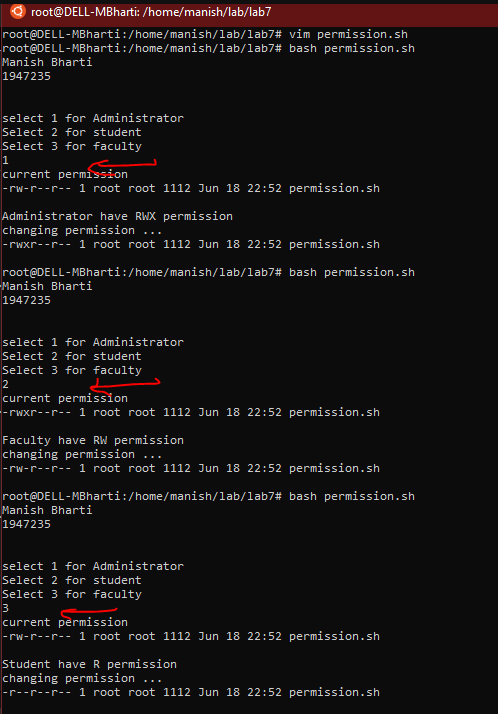 root@DELL-MBharti: /home/manish/lab/lab7
root@DELL-MBharti:/home/manish/lab/lab7# vim permission.sh
root@DELL-MBharti:/home/manish/lab/lab7# bash permission.sh
Manish Bharti
1947235
select 1 for Administrator
Select 2 for student
Select 3 for faculty
1
current permission
-rw-r--r-- 1 root root 1112 Jun 18 22:52 permission.sh
Administrator have RWX permission
changing permission ...
-rwxr--r-- 1 root root 1112 Jun 18 22:52 permission.sh
root@DELL-MBharti:/home/manish/lab/lab7# bash permission.sh
Manish Bharti
1947235
select 1 for Administrator
Select 2 for student
Select 3 for faculty
2
current permission
-rwxr--r-- 1 root root 1112 Jun 18 22:52 permission.sh
Faculty have RW permission
changing permission ...
-rw-r--r-- 1 root root 1112 Jun 18 22:52 permission.sh
root@DELL-MBharti:/home/manish/lab/lab7# bash permission.sh
Manish Bharti
1947235
select 1 for Administrator
Select 2 for student
Select 3 for faculty
3
current permission
-rw-r--r-- 1 root root 1112 Jun 18 22:52 permission.sh
Student have R permission
changing permission ...
-r--r--r-- 1 root root 1112 Jun 18 22:52 permission.sh